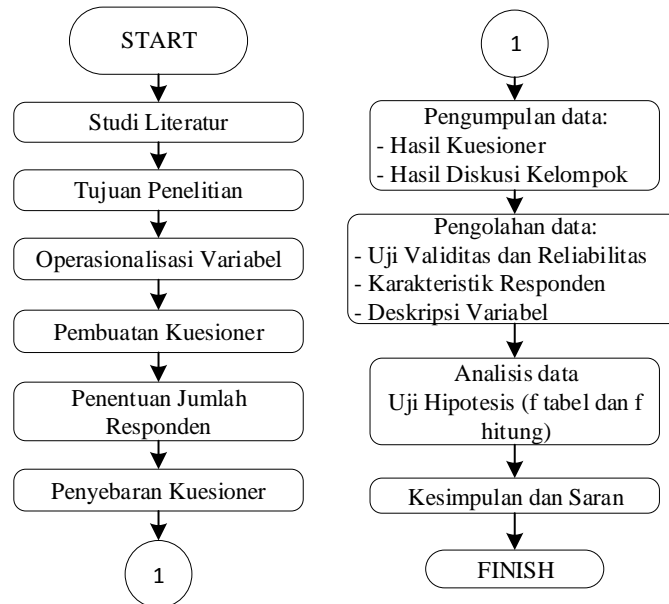 START
Studi Literatur
Tujuan Penelitian
Operasionalisasi Variabel
Pembuatan Kuesioner
Penentuan Jumlah
Responden
Penyebaran Kuesioner
1
1
Pengumpulan data:
- Hasil Kuesioner
- Hasil Diskusi Kelompok
Pengolahan data:
- Uji Validitas dan Reliabilitas
- Karakteristik Responden
- Deskripsi Variabel
Analisis data
Uji Hipotesis (f tabel dan f
hitung)
Kesimpulan dan Saran
FINISH